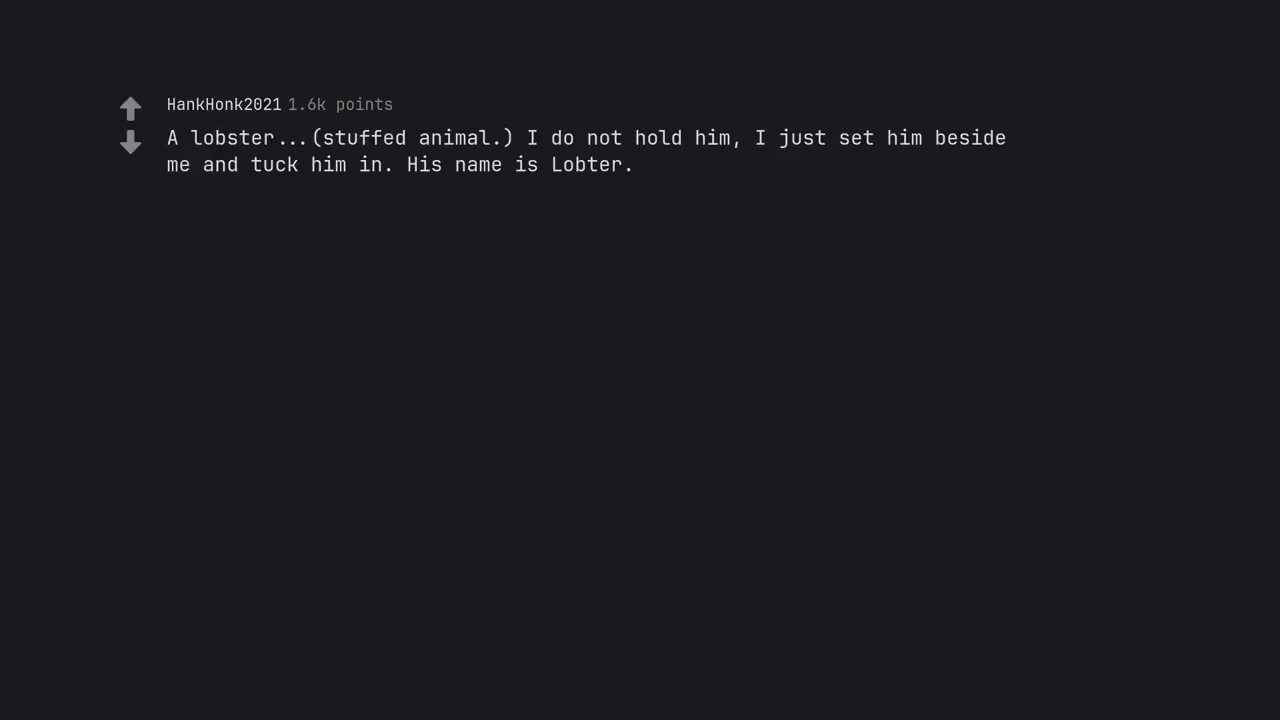 HankHonk2021 1.6k points
A lobster...(stuffed animal.) I do not hold him, I just set him beside
me and tuck him in. His name is Lobter.